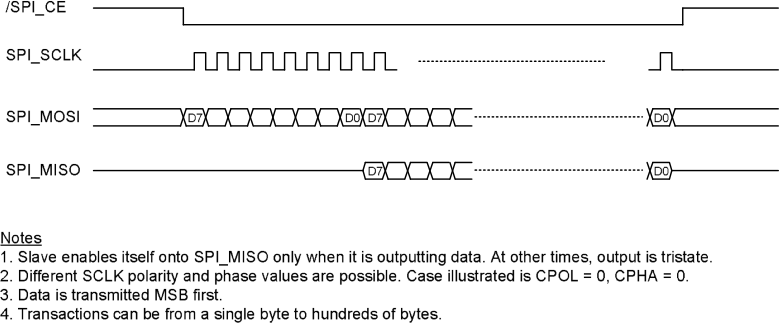 /SPI_CE
SPI_SCLK
SPI_MOSI D7 D0 D7 D0
SPI_MISO D7 D0
Notes
1. Slave enables itself onto SPI_MISO only when it is outputting data. At other times, output is tristate.
2. Different SCLK polarity and phase values are possible. Case illustrated is CPOL = 0, CPHA = 0.
3. Data is transmitted MSB first.
4. Transactions can be from a single byte to hundreds of bytes.